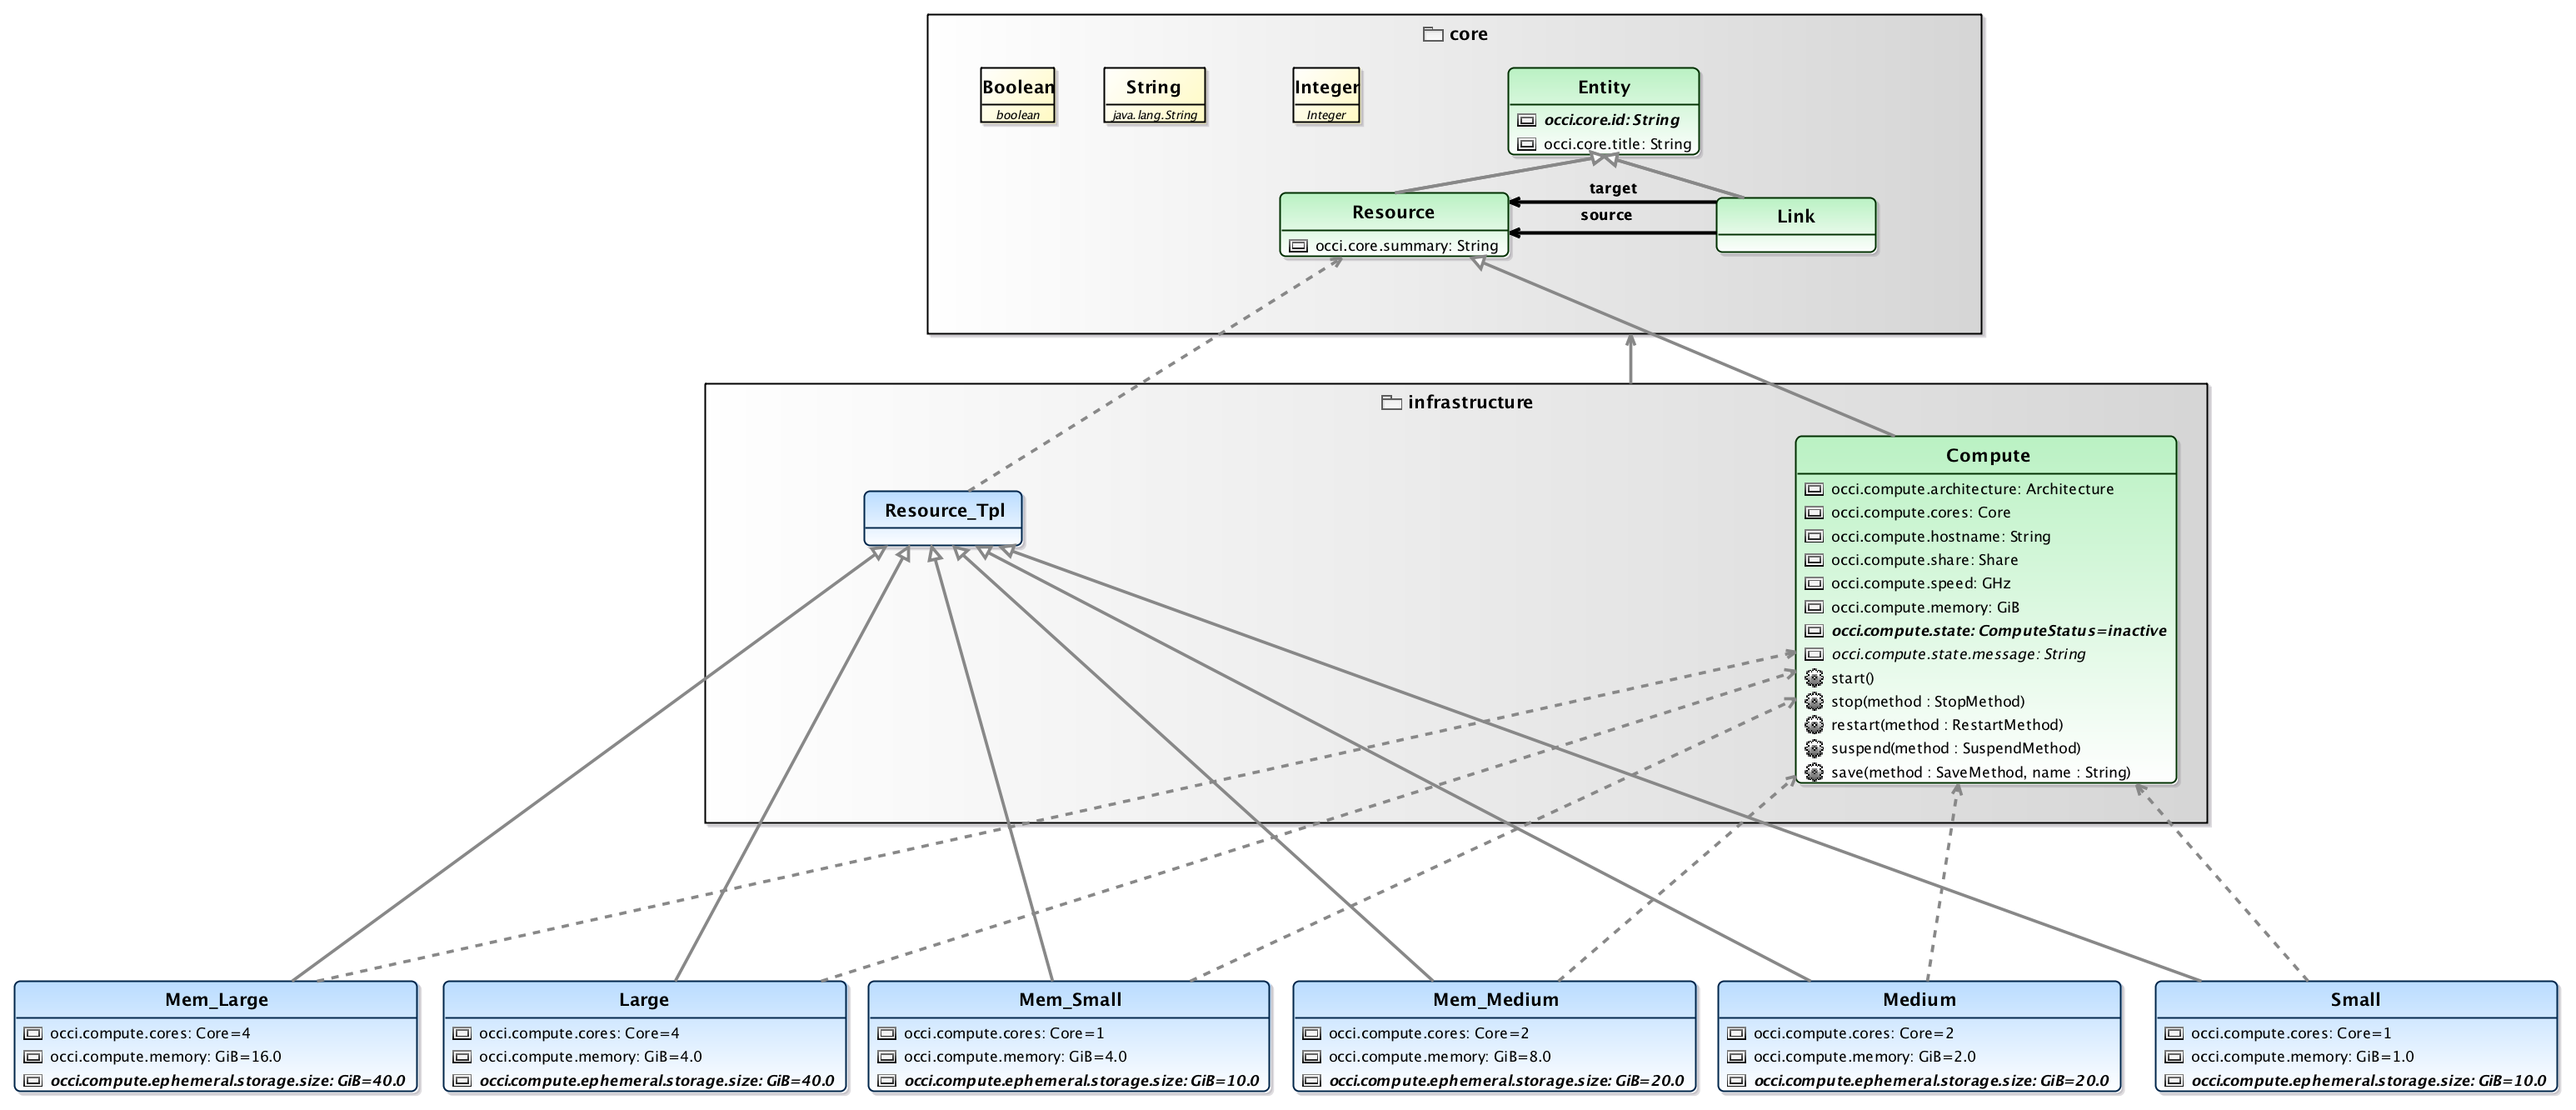 core
Boolean
boolean
String
java.lang.String
Integer
Integer
Entity
occi.core.id: String
occi.core.title: String
target
source
Resource
occi.core.summary: String
Link
infrastructure
Resource_Tpl
Compute
occi.compute.architecture: Architecture
occi.compute.cores: Core
occi.compute.hostname: String
occi.compute.share: Share
occi.compute.speed: GHz
occi.compute.memory: GiB
occi.compute.state: ComputeStatus=inactive
occi.compute.state.message: String
start()
stop(method : StopMethod)
restart(method : RestartMethod)
suspend(method : SuspendMethod)
save(method : SaveMethod, name : String)
Mem_Large
occi.compute.cores: Core=4
occi.compute.memory: GiB=16.0
occi.compute.ephemeral.storage.size: GiB=40.0
Large
occi.compute.cores: Core=4
occi.compute.memory: GiB=4.0
occi.compute.ephemeral.storage.size: GiB=40.0
Mem_Small
occi.compute.cores: Core=1
occi.compute.memory: GiB=4.0
occi.compute.ephemeral.storage.size: GiB=10.0
Mem_Medium
occi.compute.cores: Core=2
occi.compute.memory: GiB=8.0
occi.compute.ephemeral.storage.size: GiB=20.0
Medium
occi.compute.cores: Core=2
occi.compute.memory: GiB=2.0
occi.compute.ephemeral.storage.size: GiB=20.0
Small
occi.compute.cores: Core=1
occi.compute.memory: GiB=1.0
occi.compute.ephemeral.storage.size: GiB=10.0